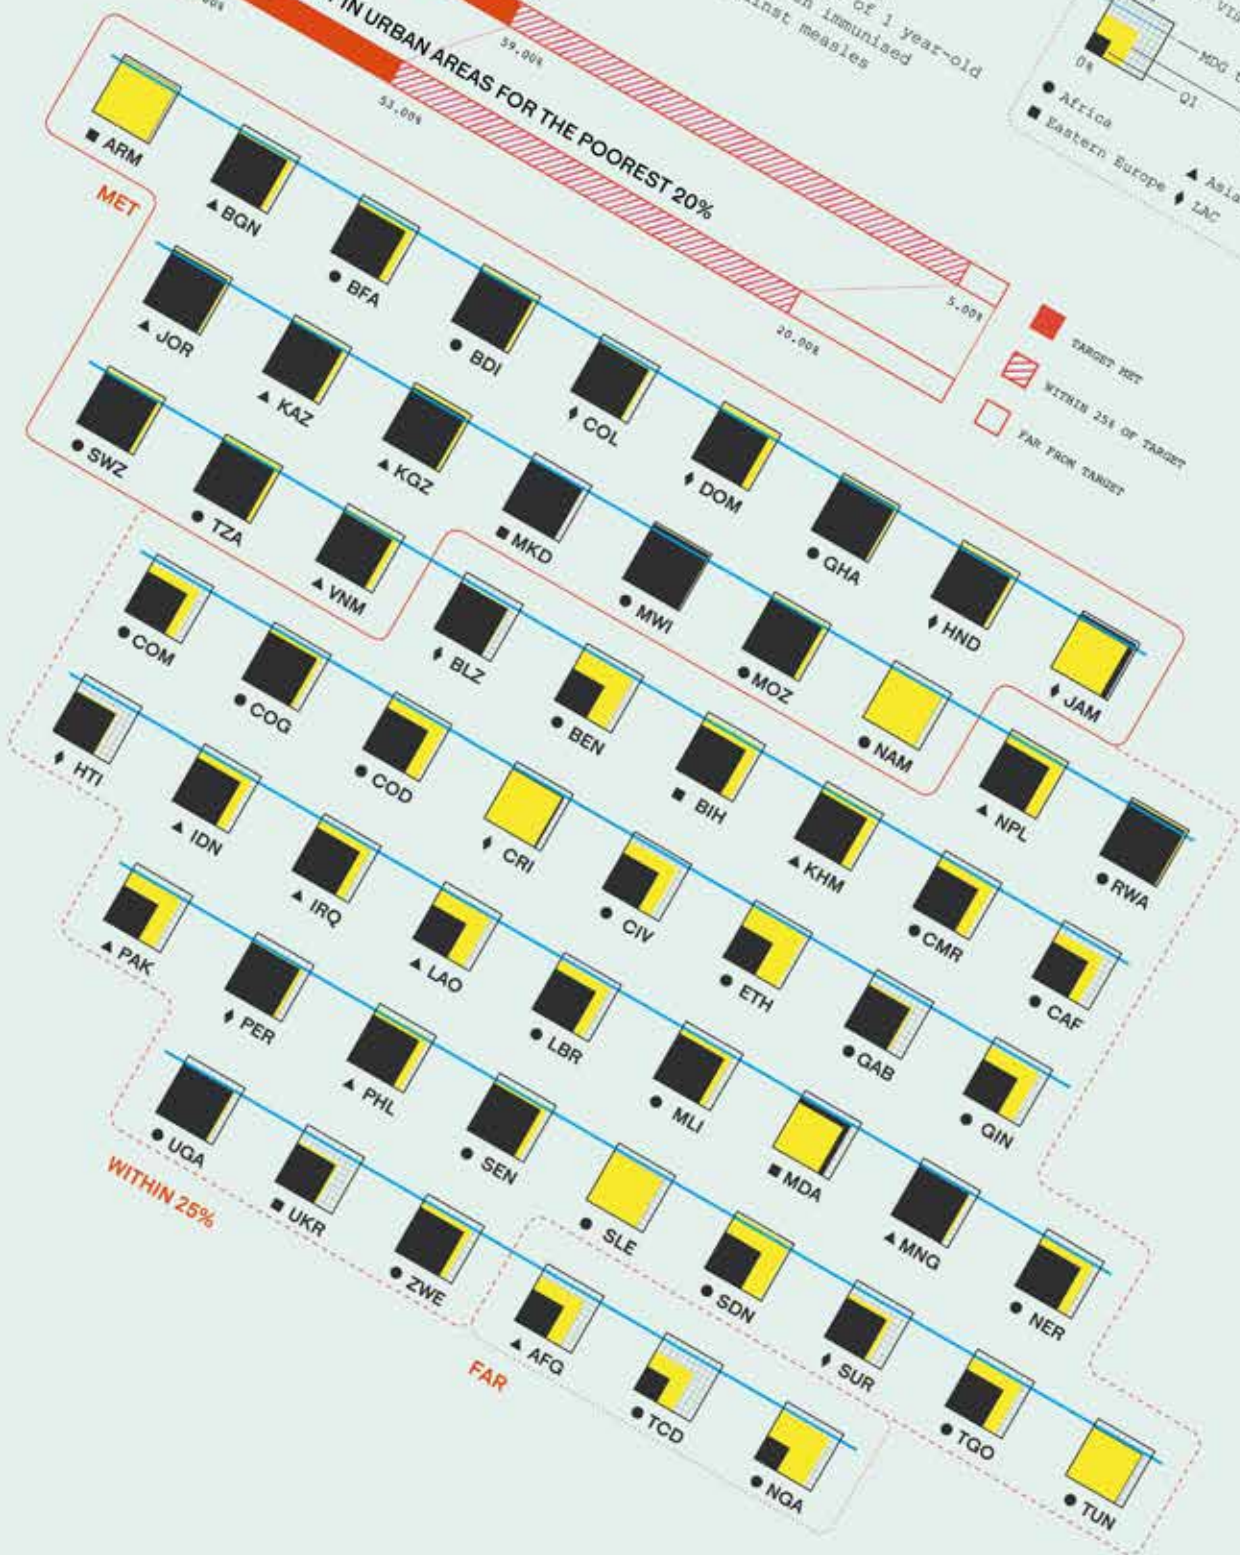 of 1 year-old
immunised
measles
0%
Q1
MDG
● Africa
■ Eastern Europe
▲ Asia
♦ LAC
59.00%
IN URBAN AREAS FOR THE POOREST 20%
53.00%
5.00%
20.00%
TARGET MET
WITHIN 25% OF TARGET
FAR FROM TARGET
MET
■ ARM
▲ BGN
● BFA
● BDI
♦ COL
♦ DOM
● GHA
♦ HND
♦ JAM
▲ JOR
▲ KAZ
▲ KGZ
■ MKD
● MWI
● MOZ
● NAM
▲ NPL
● RWA
● SWZ
● TZA
▲ VNM
♦ BLZ
● BEN
■ BIH
▲ KHM
● CMR
● CAF
● COM
● COG
● COD
♦ CRI
● CIV
● ETH
● GAB
● GIN
♦ HTI
▲ IDN
▲ IRQ
▲ LAO
● LBR
● MLI
■ MDA
▲ MNG
● NER
▲ PAK
♦ PER
▲ PHL
● SEN
● SLE
● SDN
♦ SUR
● TGO
● TUN
● UGA
■ UKR
● ZWE
▲ AFG
● TCD
● NGA
WITHIN 25%
FAR